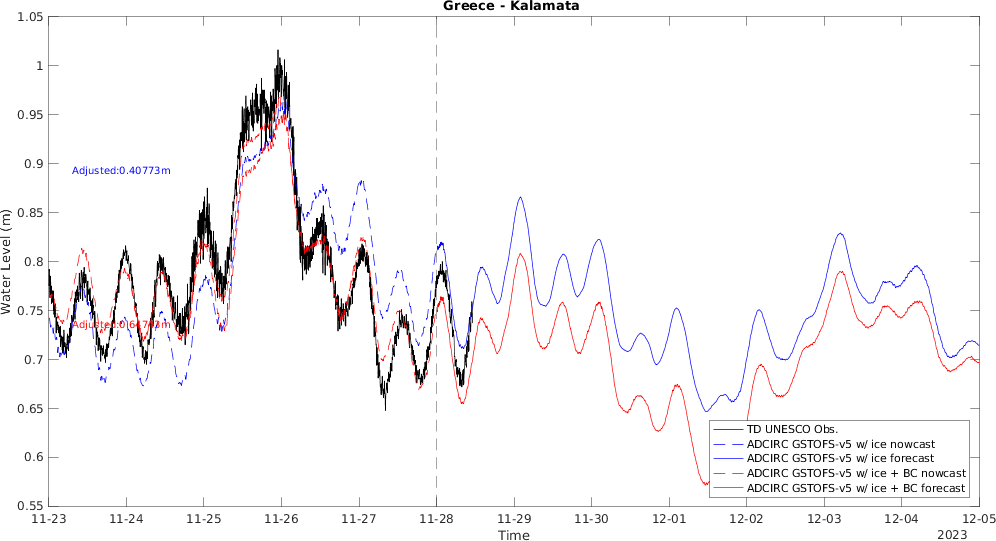 Greece - Kalamata
1.05
1
0.95
0.9
0.85
0.8
0.75
0.7
0.65
0.6
0.55
Water Level (m)
Adjusted:0.40773m
TD UNESCO Obs.
ADCIRC GSTOFS-v5 w/ ice nowcast
ADCIRC GSTOFS-v5 w/ ice forecast
ADCIRC GSTOFS-v5 w/ ice + BC nowcast
ADCIRC GSTOFS-v5 w/ ice + BC forecast
11-23
11-24
11-25
11-26
11-27
11-28
11-29
11-30
12-01
12-02
12-03
12-04
12-05
Time
2023